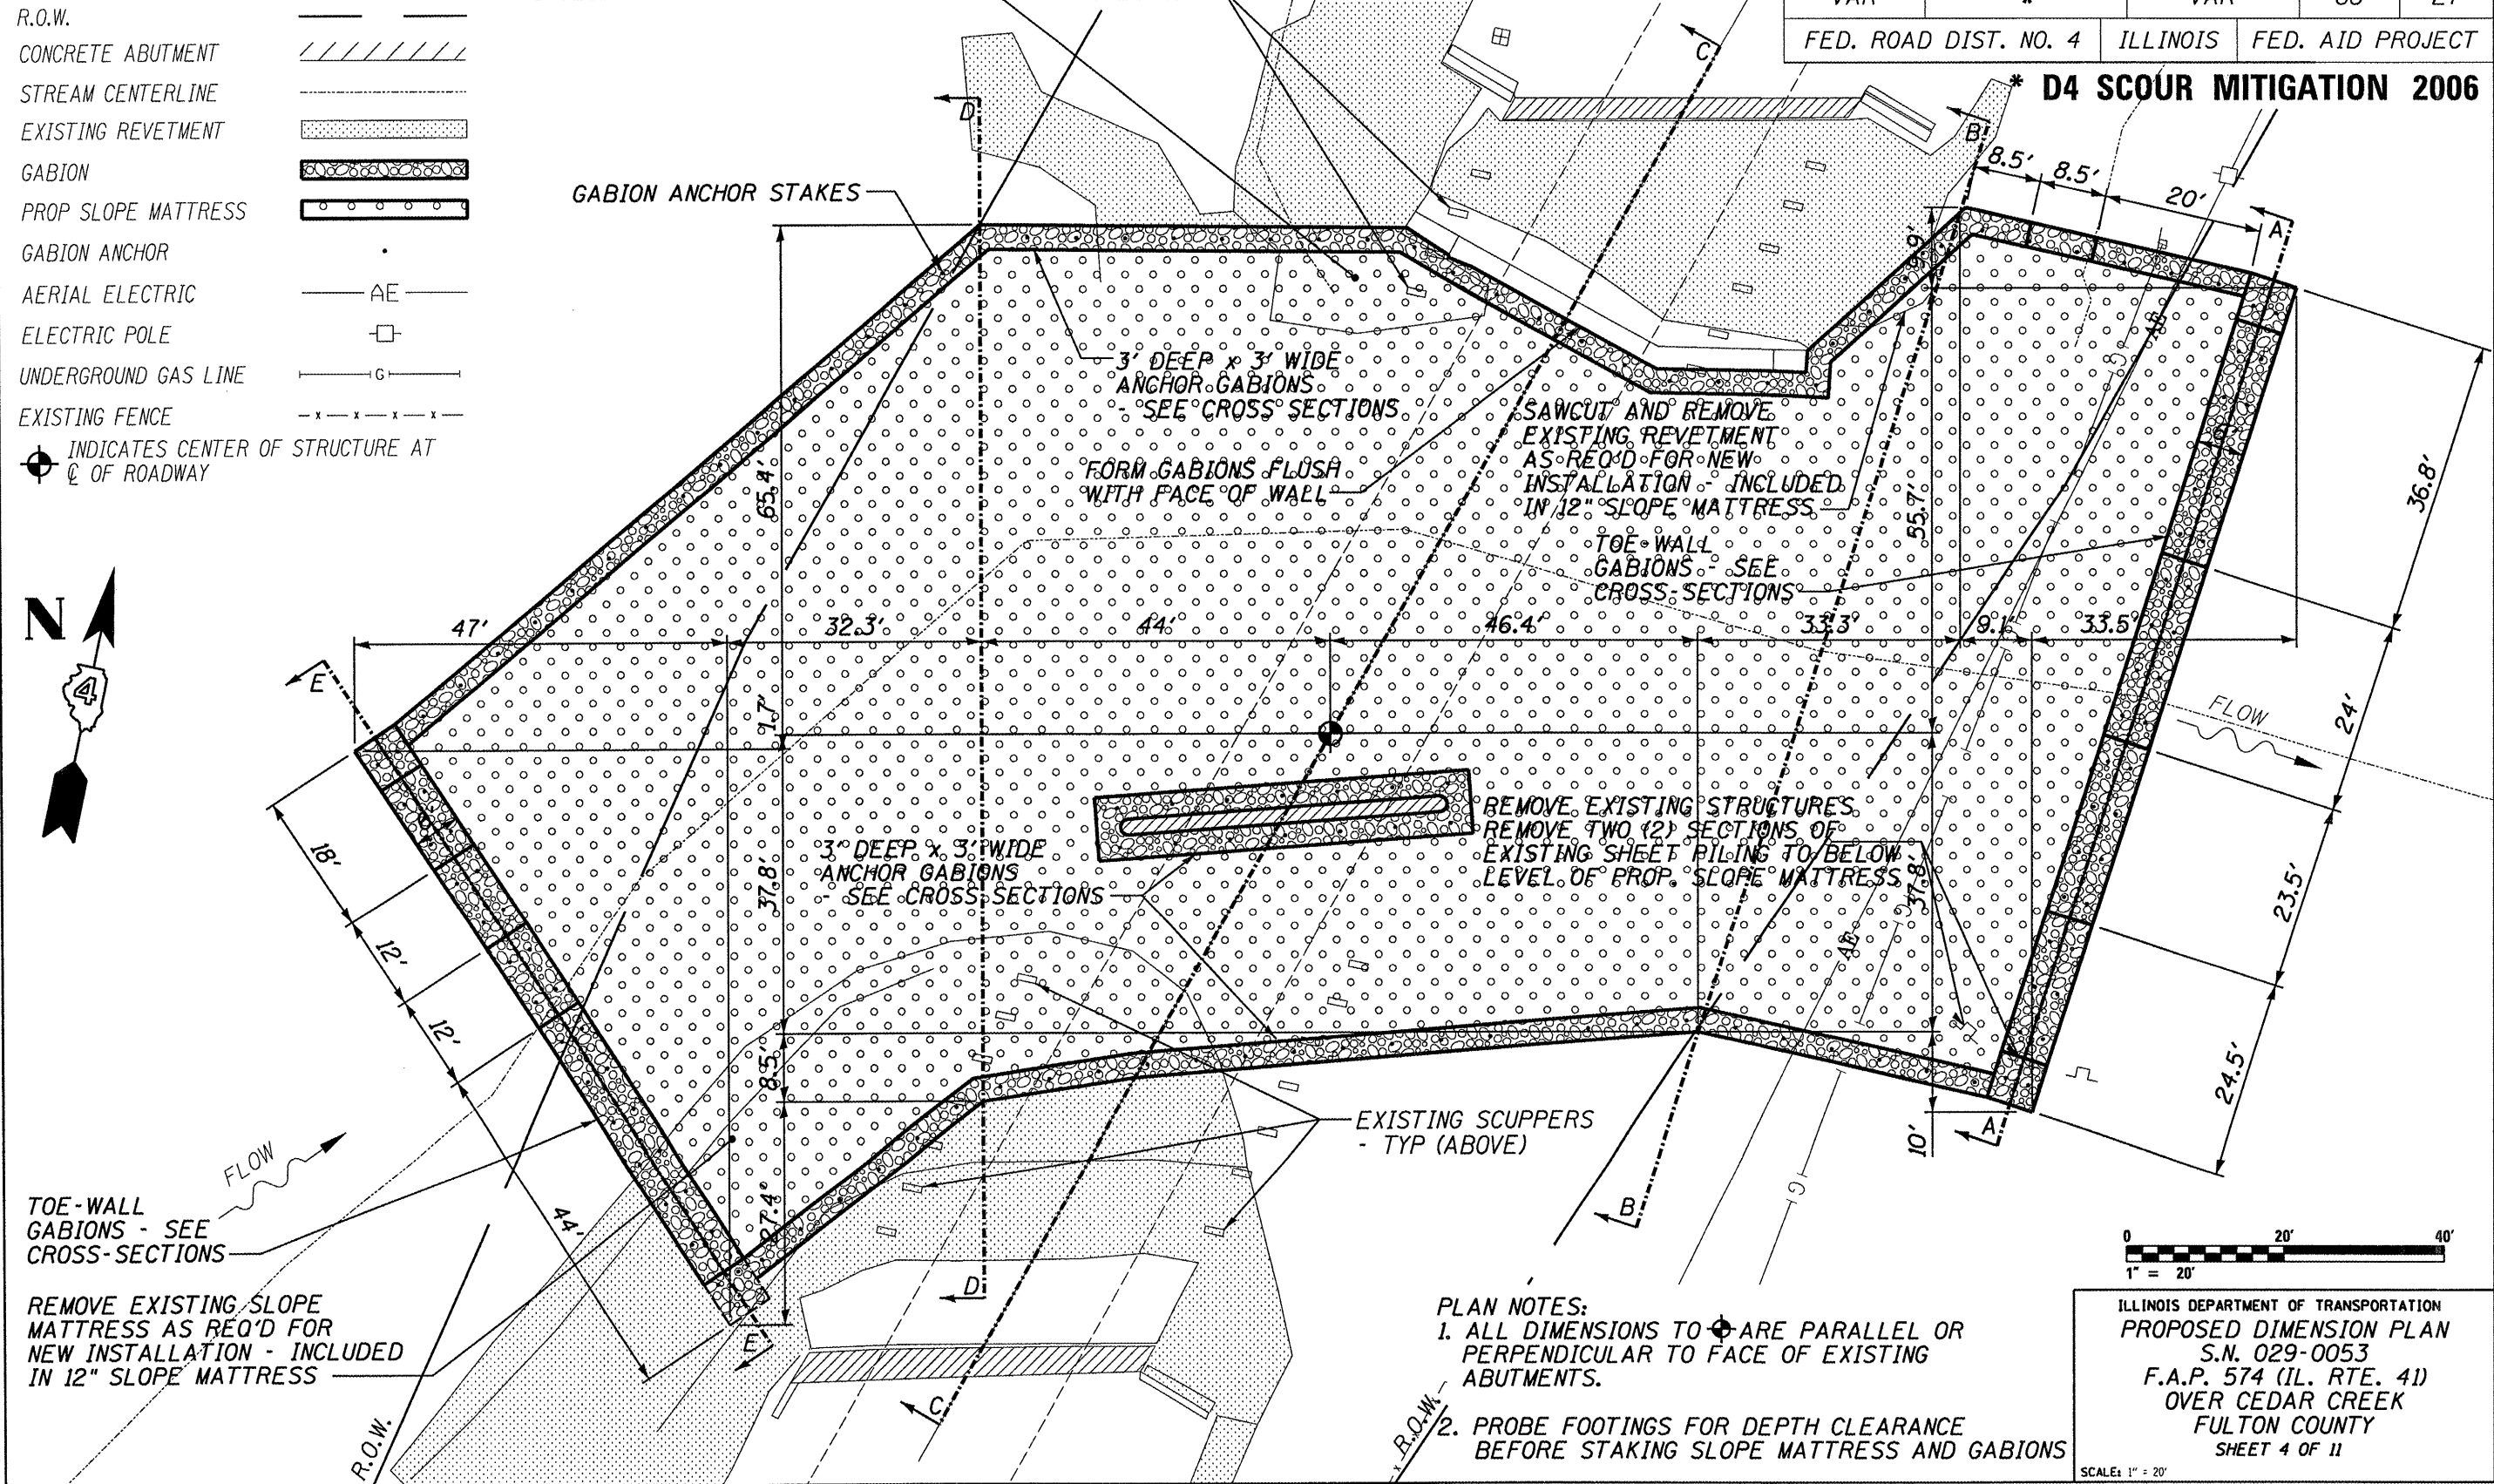 R.O.W.
CONCRETE ABUTMENT
STREAM CENTERLINE
EXISTING REVETMENT
GABION
PROP SLOPE MATTRESS
GABION ANCHOR
AERIAL ELECTRIC
AE
ELECTRIC POLE
UNDERGROUND GAS LINE
G
EXISTING FENCE
x x x x
INDICATES CENTER OF STRUCTURE AT
℄ OF ROADWAY
FED. ROAD DIST. NO. 4 ILLINOIS FED. AID PROJECT
* D4 SCOUR MITIGATION 2006
GABION ANCHOR STAKES
D
C
B
A
8.5'
8.5'
20'
3' DEEP x 3' WIDE
ANCHOR GABIONS
- SEE CROSS SECTIONS
FORM GABIONS FLUSH
WITH FACE OF WALL
SAWCUT AND REMOVE
EXISTING REVETMENT
AS REQ'D FOR NEW
INSTALLATION - INCLUDED
IN 12" SLOPE MATTRESS
TOE-WALL
GABIONS - SEE
CROSS-SECTIONS
G
AE
65.4'
55.7'
36.8'
N
4
E
47'
32.3'
44'
46.4'
33.3'
9.1'
33.5'
1.7'
FLOW
24'
REMOVE EXISTING STRUCTURES
REMOVE TWO (2) SECTIONS OF
EXISTING SHEET PILING TO BELOW
LEVEL OF PROP. SLOPE MATTRESS
3' DEEP x 3' WIDE
ANCHOR GABIONS
- SEE CROSS SECTIONS
37.8'
37.8'
23.5'
AE
18'
12'
12'
44'
8.5'
27.4'
24.5'
10'
EXISTING SCUPPERS
- TYP (ABOVE)
A
B
G
D
E
C
FLOW
TOE-WALL
GABIONS - SEE
CROSS-SECTIONS
REMOVE EXISTING SLOPE
MATTRESS AS REQ'D FOR
NEW INSTALLATION - INCLUDED
IN 12" SLOPE MATTRESS
R.O.W.
R.O.W.
PLAN NOTES:
1. ALL DIMENSIONS TO ARE PARALLEL OR
PERPENDICULAR TO FACE OF EXISTING
ABUTMENTS.
2. PROBE FOOTINGS FOR DEPTH CLEARANCE
BEFORE STAKING SLOPE MATTRESS AND GABIONS
0 20' 40'
1" = 20'
ILLINOIS DEPARTMENT OF TRANSPORTATION
PROPOSED DIMENSION PLAN
S.N. 029-0053
F.A.P. 574 (IL. RTE. 41)
OVER CEDAR CREEK
FULTON COUNTY
SHEET 4 OF 11
SCALE: 1" = 20'